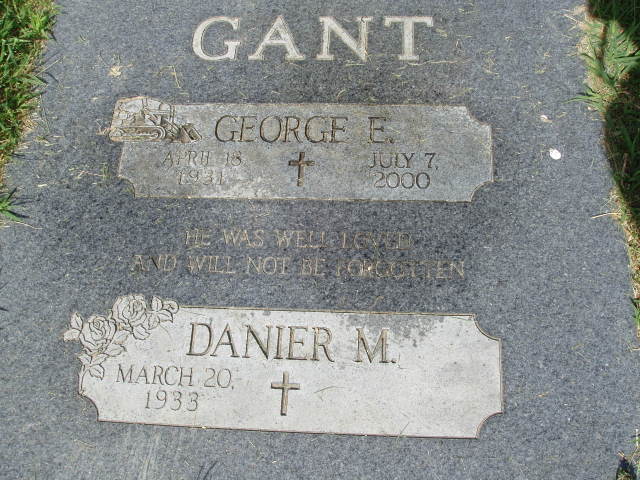 GANT
GEORGE E.
APRIL 18, JULY 7,
1931 2000
HE WAS WELL LOVED
AND WILL NOT BE FORGOTTEN
DANIER M.
MARCH 20,
1933